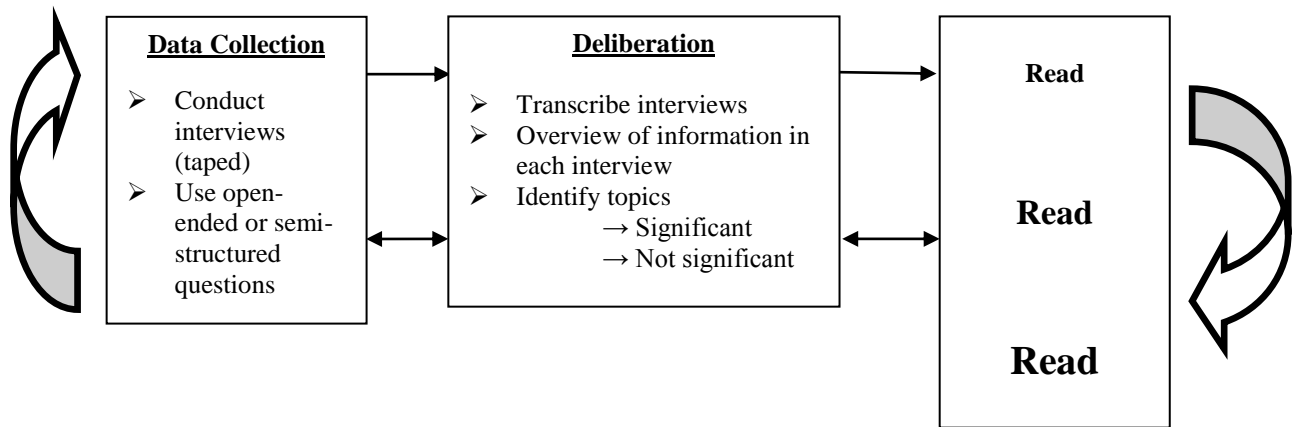 Data Collection
➢ Conduct
interviews
(taped)
➢ Use open-
ended or semi-
structured
questions
Deliberation
➢ Transcribe interviews
➢ Overview of information in
each interview
➢ Identify topics
→ Significant
→ Not significant
Read
Read
Read